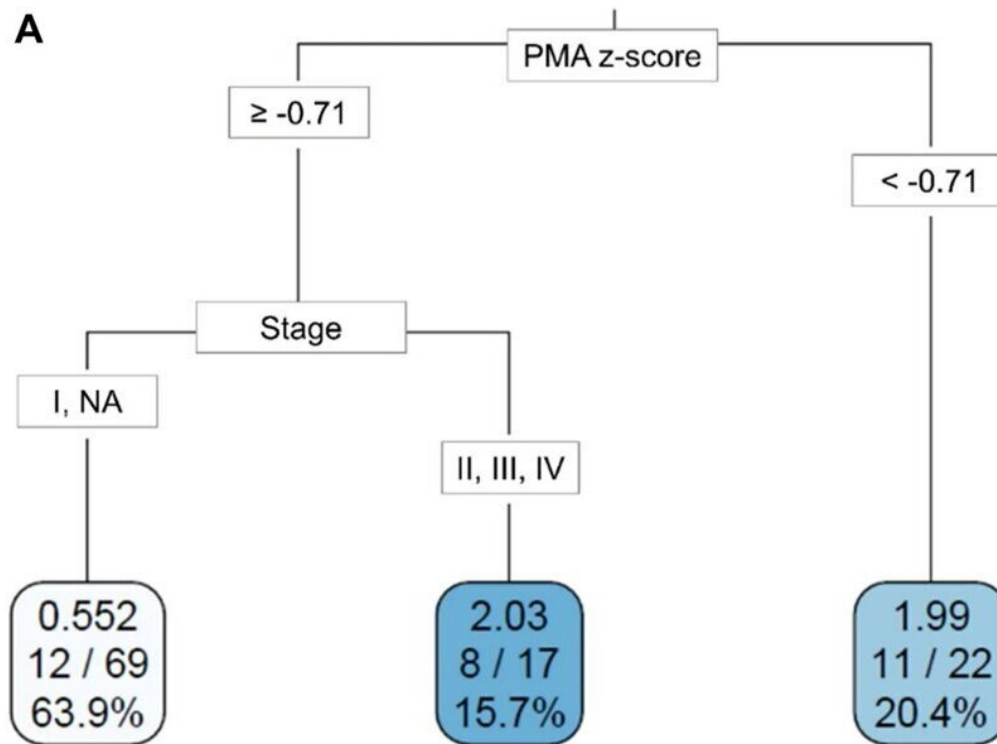 A
PMA z-score
≥ -0.71
< -0.71
Stage
I, NA
II, III, IV
0.552
12 / 69
63.9%
2.03
8 / 17
15.7%
1.99
11 / 22
20.4%